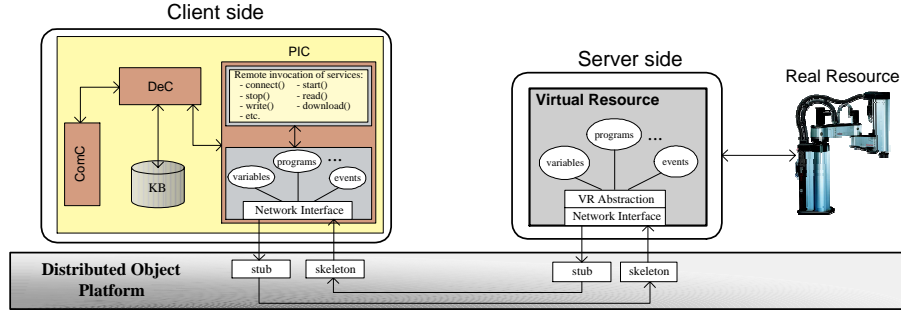 Client side
PIC
Remote invocation of services:
- connect() - start()
- stop() - read()
- write() - download()
- etc.
DeC
ComC
KB
programs
...
variables
events
Network Interface
Server side
Virtual Resource
programs
...
variables
events
VR Abstraction
Network Interface
Real Resource
Distributed Object
Platform
stub
skeleton
stub
skeleton